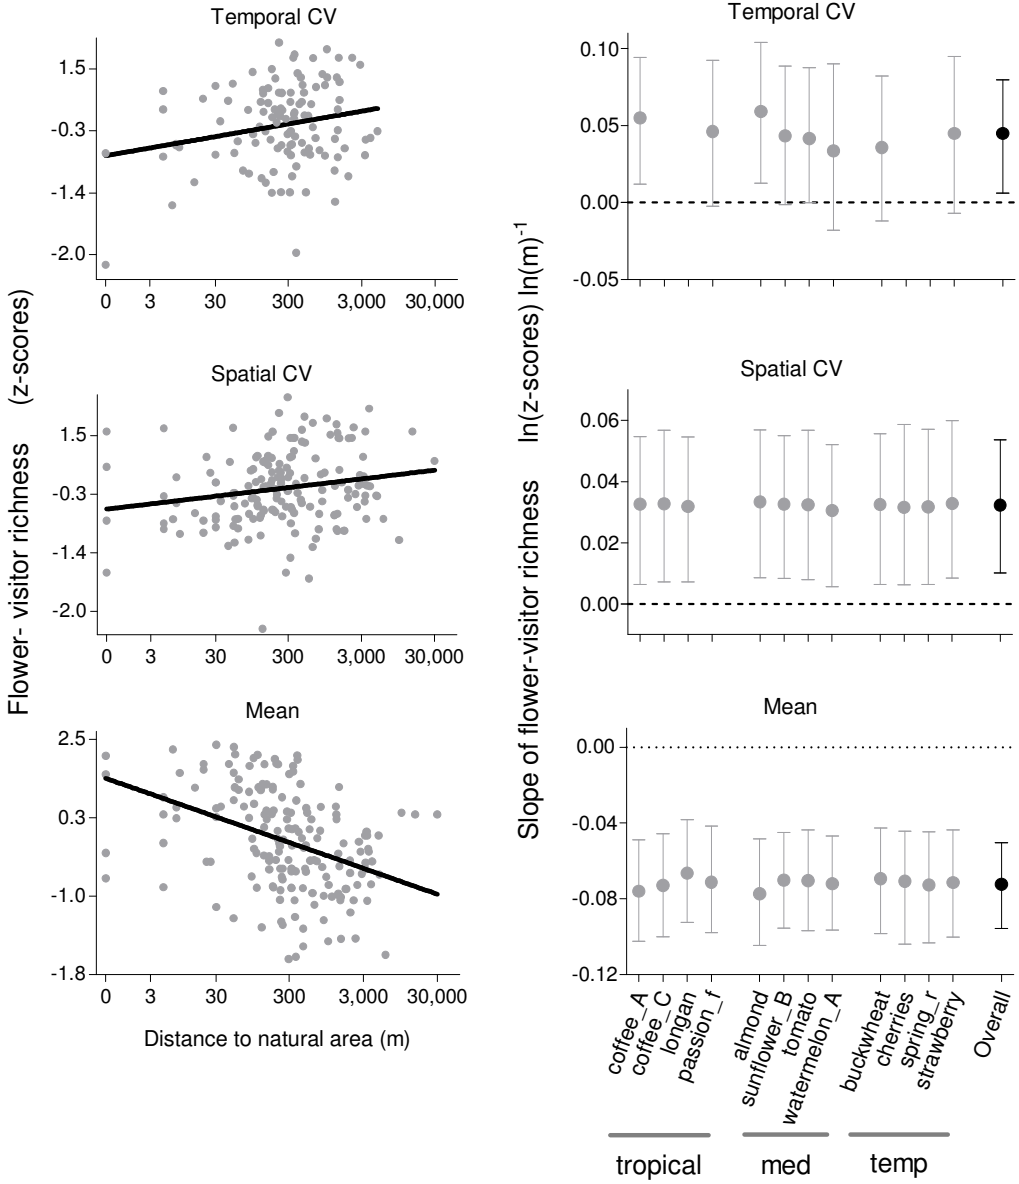 Temporal CV
1.5
-0.3
-1.4
-2.0
0 3 30 300 3,000 30,000
Spatial CV
1.5
-0.3
-1.4
-2.0
0 3 30 300 3,000 30,000
Mean
2.5
0.3
-1.0
-1.8
0 3 30 300 3,000 30,000
Distance to natural area (m)
Flower- visitor richness (z-scores)
Temporal CV
0.10
0.05
0.00
-0.05
Spatial CV
0.06
0.04
0.02
0.00
Mean
0.00
-0.04
-0.08
-0.12
Slope of flower-visitor richness ln(z-scores) ln(m)-1
coffee_A
coffee_C
longan
passion_f
almond
sunflower_B
tomato
watermelon_A
buckwheat
cherries
spring_r
strawberry
Overall
tropical
med
temp